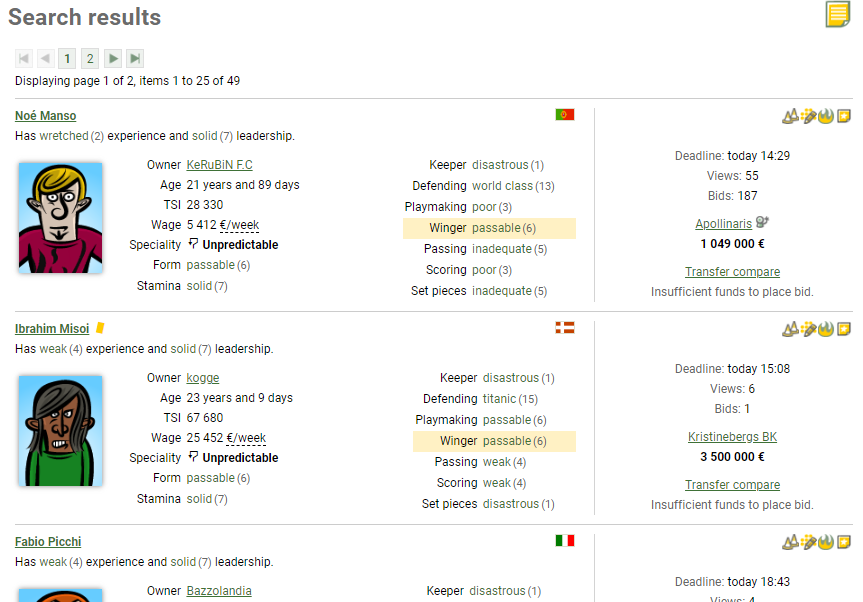 Search results
1 2
Displaying page 1 of 2, items 1 to 25 of 49
Noé Manso
Has wretched (2) experience and solid (7) leadership.
Owner KeRuBiN F.C
Age 21 years and 89 days
TSI 28 330
Wage 5 412 €/week
Speciality Unpredictable
Form passable (6)
Stamina solid (7)
Keeper disastrous (1)
Defending world class (13)
Playmaking poor (3)
Winger passable (6)
Passing inadequate (5)
Scoring poor (3)
Set pieces inadequate (5)
Deadline: today 14:29
Views: 55
Bids: 187
Apollinaris
1 049 000 €
Transfer compare
Insufficient funds to place bid.
Ibrahim Misoi
Has weak (4) experience and solid (7) leadership.
Owner kogge
Age 23 years and 9 days
TSI 67 680
Wage 25 452 €/week
Speciality Unpredictable
Form passable (6)
Stamina solid (7)
Keeper disastrous (1)
Defending titanic (15)
Playmaking passable (6)
Winger passable (6)
Passing weak (4)
Scoring weak (4)
Set pieces disastrous (1)
Deadline: today 15:08
Views: 6
Bids: 1
Kristinebergs BK
3 500 000 €
Transfer compare
Insufficient funds to place bid.
Fabio Picchi
Has weak (4) experience and solid (7) leadership.
Owner Bazzolandia
Keeper disastrous (1)
Deadline: today 18:43
Views: 4